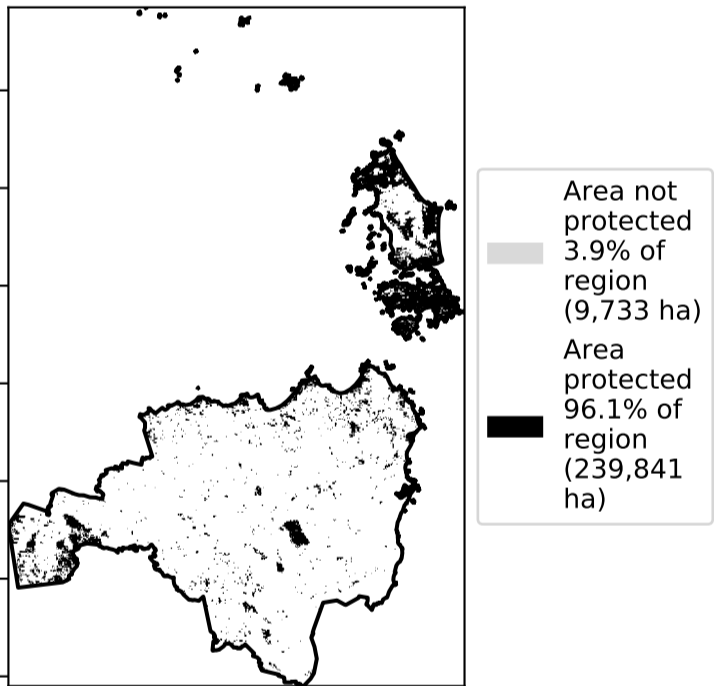 Area not
protected
3.9% of
region
(9,733 ha)
Area
protected
96.1% of
region
(239,841
ha)